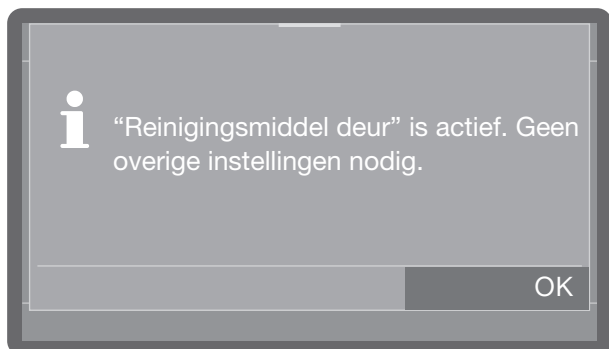 “Reinigingsmiddel deur” is actief. Geen
overige instellingen nodig.
OK